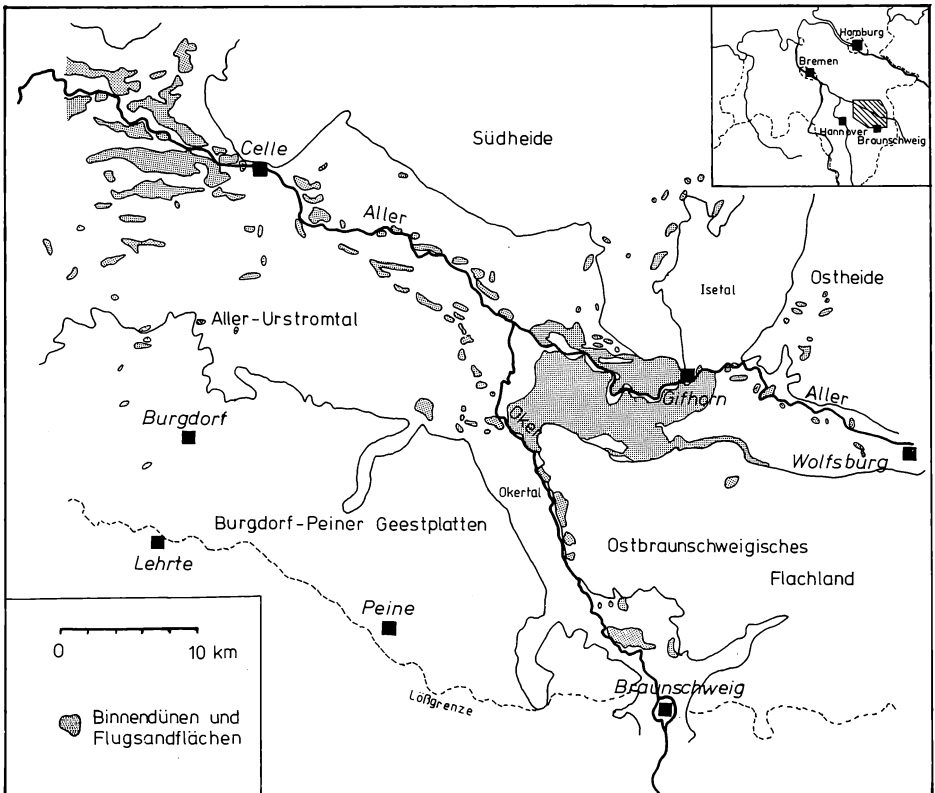 Hamburg
Bremen
Hannover
Braunschweig
Südheide
Celle
Aller
Isetal
Ostheide
Aller-Urstromtal
Gifhorn
Aller
Burgdorf
Oker
Wolfsburg
Okertal
Burgdorf-Peiner Geestplatten
Ostbraunschweigisches
Flachland
Lehrte
Peine
Braunschweig
Lößgrenze
0 10 km
Binnendünen und
Flugsandflächen